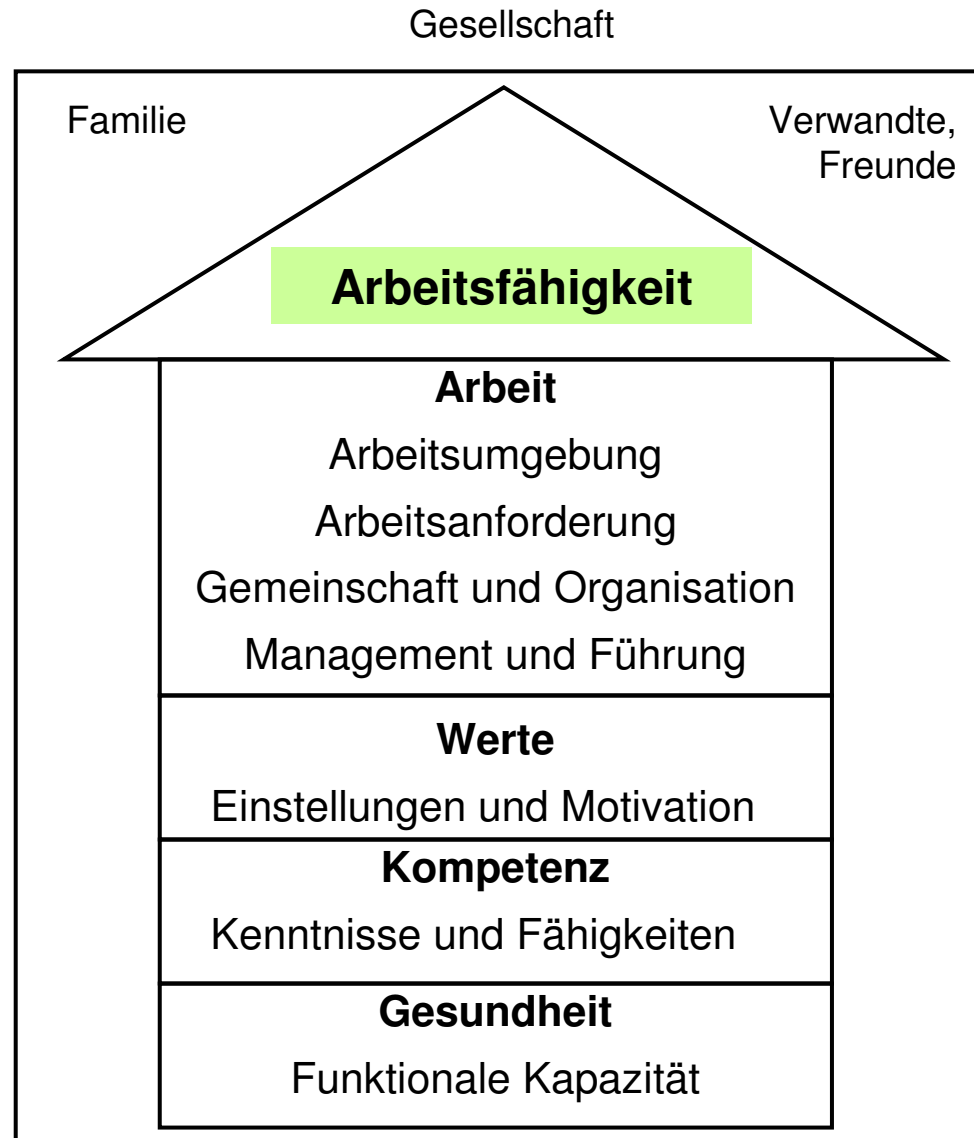 Gesellschaft
Familie
Verwandte,
Freunde
Arbeitsfähigkeit
Arbeit
Arbeitsumgebung
Arbeitsanforderung
Gemeinschaft und Organisation
Management und Führung
Werte
Einstellungen und Motivation
Kompetenz
Kenntnisse und Fähigkeiten
Gesundheit
Funktionale Kapazität